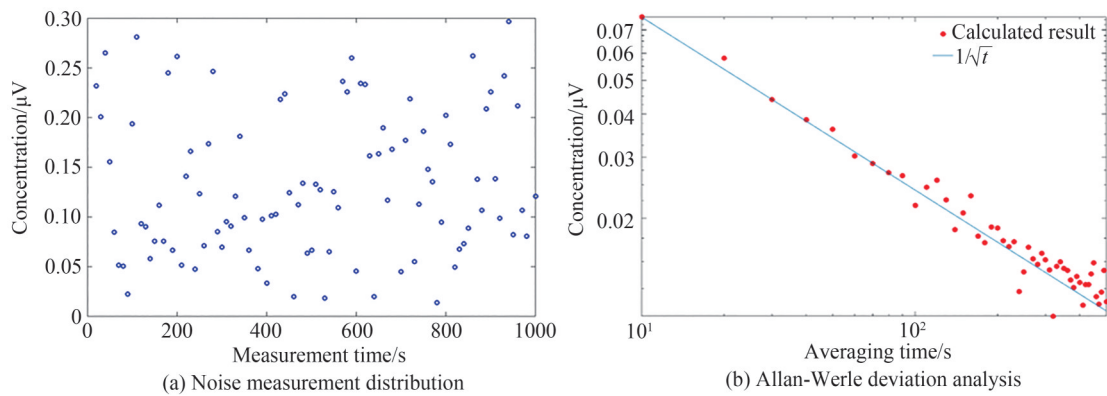 0.30
0.25
0.20
0.15
0.10
0.05
0
Concentration/μV
0 200 400 600 800 1000
Measurement time/s
(a) Noise measurement distribution
0.07
0.06
0.05
0.04
0.03
0.02
Concentration/μV
Calculated result
1/√t
10¹ 10²
Averaging time/s
(b) Allan-Werle deviation analysis